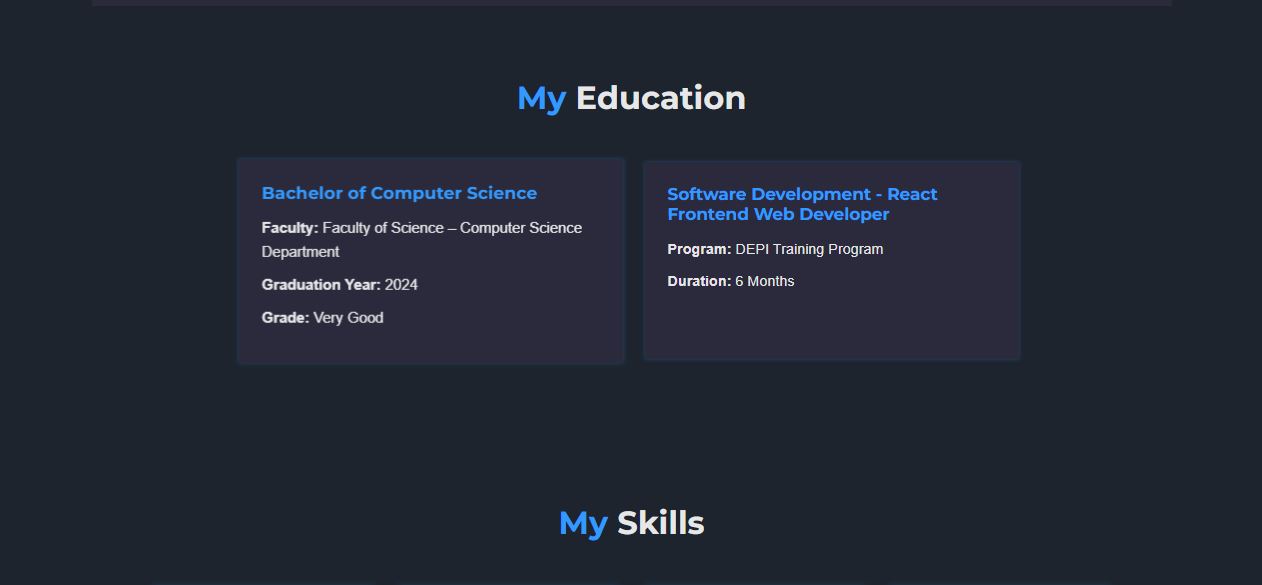 My Education
Bachelor of Computer Science
Faculty: Faculty of Science – Computer Science
Department
Graduation Year: 2024
Grade: Very Good
Software Development - React
Frontend Web Developer
Program: DEPI Training Program
Duration: 6 Months
My Skills